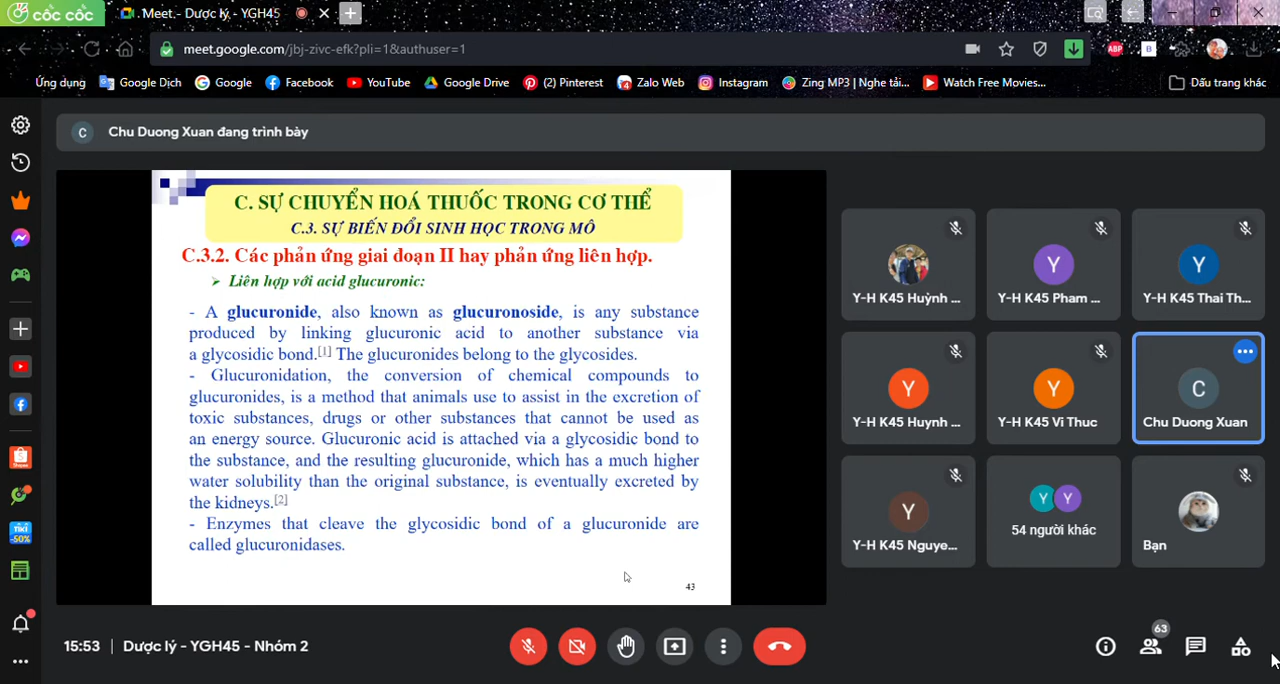 cốc cốc
Meet - Dược lý - YGH45
meet.google.com/jbj-zivc-efk?pli=1&authuser=1
ABP
B
Ứng dụng
Google Dịch
Google
Facebook
YouTube
Google Drive
(2) Pinterest
Zalo Web
Instagram
Zing MP3 | Nghe tải...
Watch Free Movies...
Dấu trang khác
C
Chu Duong Xuan đang trình bày
C. SỰ CHUYỂN HOÁ THUỐC TRONG CƠ THỂ
C.3. SỰ BIẾN ĐỔI SINH HỌC TRONG MÔ
C.3.2. Các phản ứng giai đoạn II hay phản ứng liên hợp.
➢ Liên hợp với acid glucuronic:
- A glucuronide, also known as glucuronoside, is any substance
produced by linking glucuronic acid to another substance via
a glycosidic bond.[1] The glucuronides belong to the glycosides.
- Glucuronidation, the conversion of chemical compounds to
glucuronides, is a method that animals use to assist in the excretion of
toxic substances, drugs or other substances that cannot be used as
an energy source. Glucuronic acid is attached via a glycosidic bond to
the substance, and the resulting glucuronide, which has a much higher
water solubility than the original substance, is eventually excreted by
the kidneys.[2]
- Enzymes that cleave the glycosidic bond of a glucuronide are
called glucuronidases.
43
Y-H K45 Huỳnh ...
Y
Y-H K45 Pham ...
Y
Y-H K45 Thai Th...
Y
Y-H K45 Huynh ...
Y
Y-H K45 Vi Thuc
C
Chu Duong Xuan
Y
Y-H K45 Nguye...
Y Y
54 người khác
Bạn
Shopee
TIKI
-50%
15:53 | Dược lý - YGH45 - Nhóm 2
63